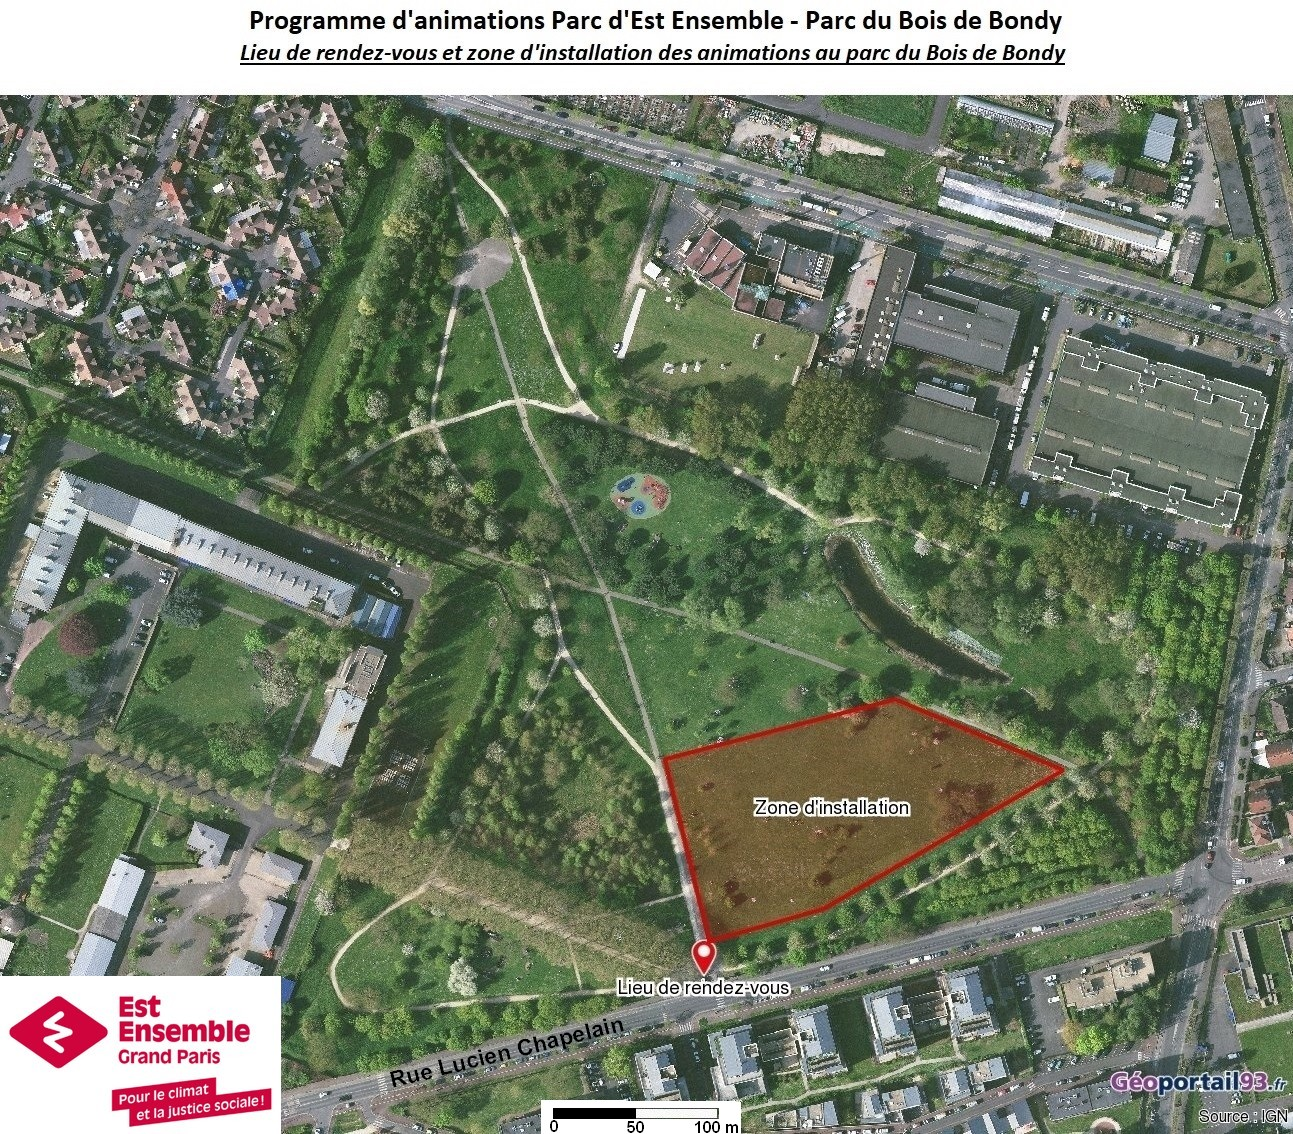 Programme d'animations Parc d'Est Ensemble - Parc du Bois de Bondy
Lieu de rendez-vous et zone d'installation des animations au parc du Bois de Bondy
Zone d'installation
Lieu de rendez-vous
Rue Lucien Chapelain
Est
Ensemble
Grand Paris
Pour le climat
et la justice sociale !
0 50 100 m
Géoportail93.fr
Source : IGN